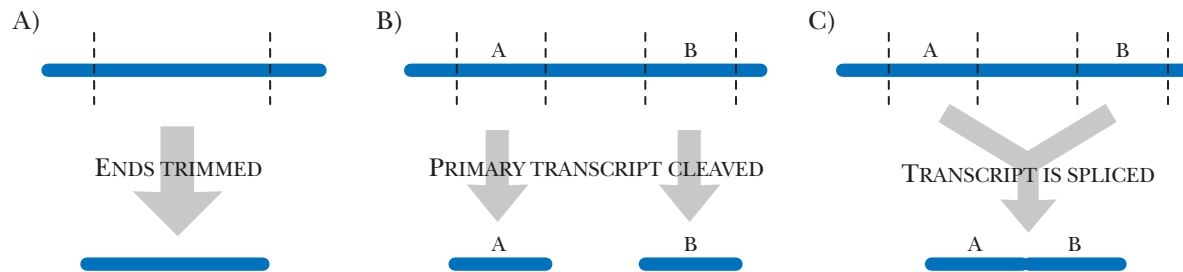 A)
A B
ENDS TRIMMED
B)
A B
PRIMARY TRANSCRIPT CLEAVED
A B
C)
A B
TRANSCRIPT IS SPLICED